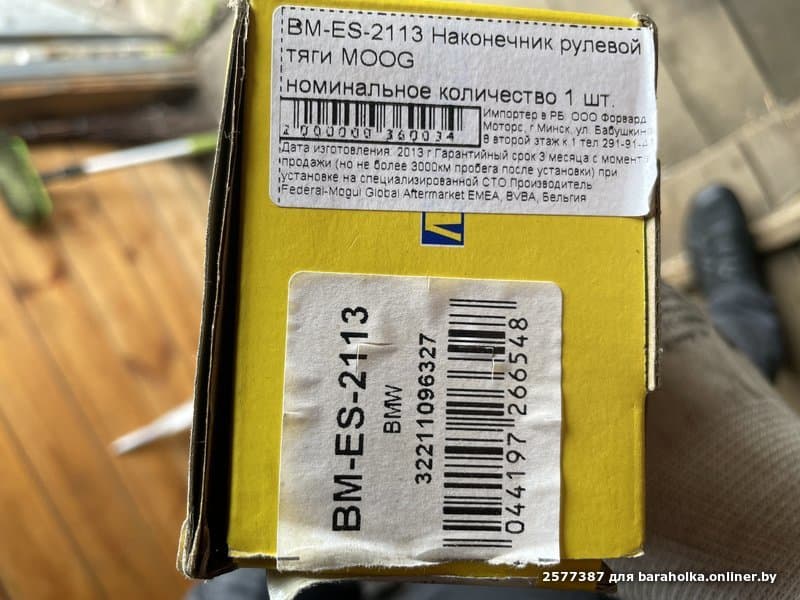 BM-ES-2113 Наконечник рулевой
тяги MOOG
номинальное количество 1 шт.
Импортер в РБ: ООО Форвард
Моторс, г Минск, ул. Бабушкина
в второй этаж к.1 тел 291-91-
2 000000 360034
Дата изготовления: 2013 г Гарантийный срок 3 месяца с момента
продажи (но не более 3000км пробега после установки) при
установке на специализированной СТО Производитель
Federal-Mogul Global Aftermarket EMEA, BVBA, Бельгия
BM-ES-2113
BMW
32211096327
044197 266548
2577387 для baraholka.onliner.by